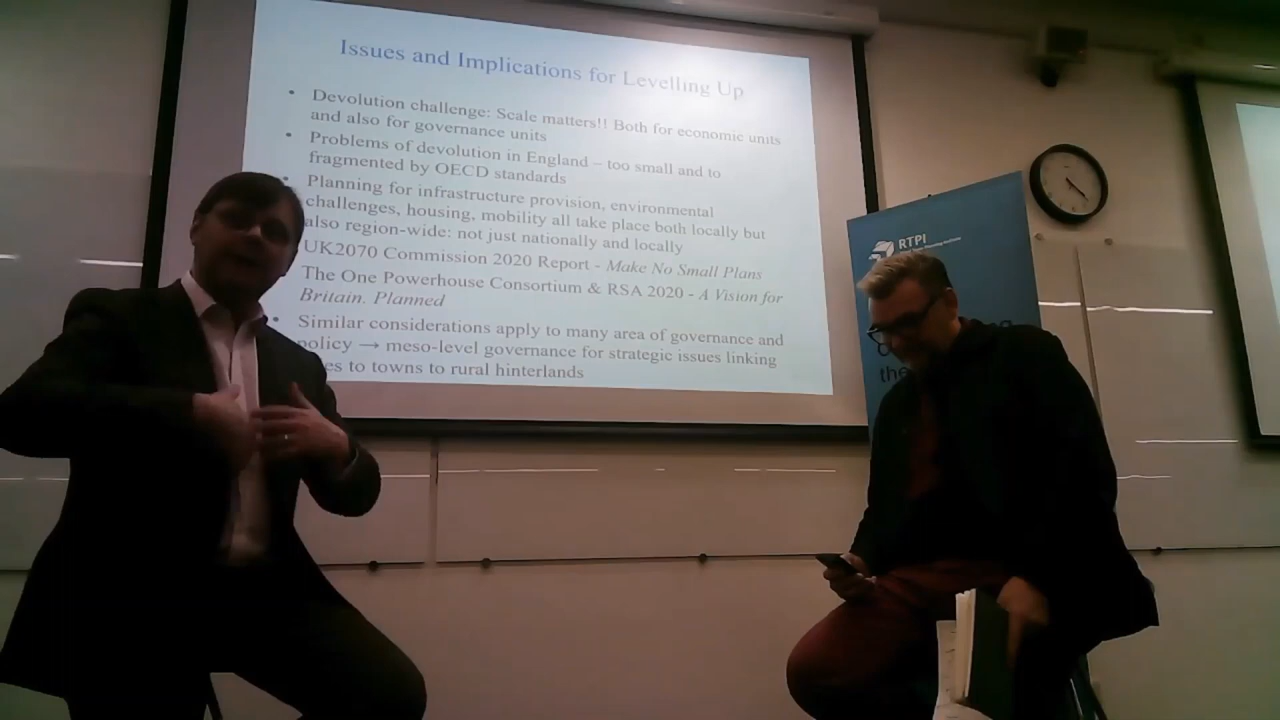 Issues and Implications for Levelling Up
• Devolution challenge: Scale matters!! Both for economic units
and also for governance units
• Problems of devolution in England – too small and to
fragmented by OECD standards
• Planning for infrastructure provision, environmental
challenges, housing, mobility all take place both locally but
also region-wide: not just nationally and locally
UK2070 Commission 2020 Report - Make No Small Plans
The One Powerhouse Consortium & RSA 2020 - A Vision for
Britain. Planned
• Similar considerations apply to many area of governance and
policy → meso-level governance for strategic issues linking
to towns to rural hinterlands
RTPI
the